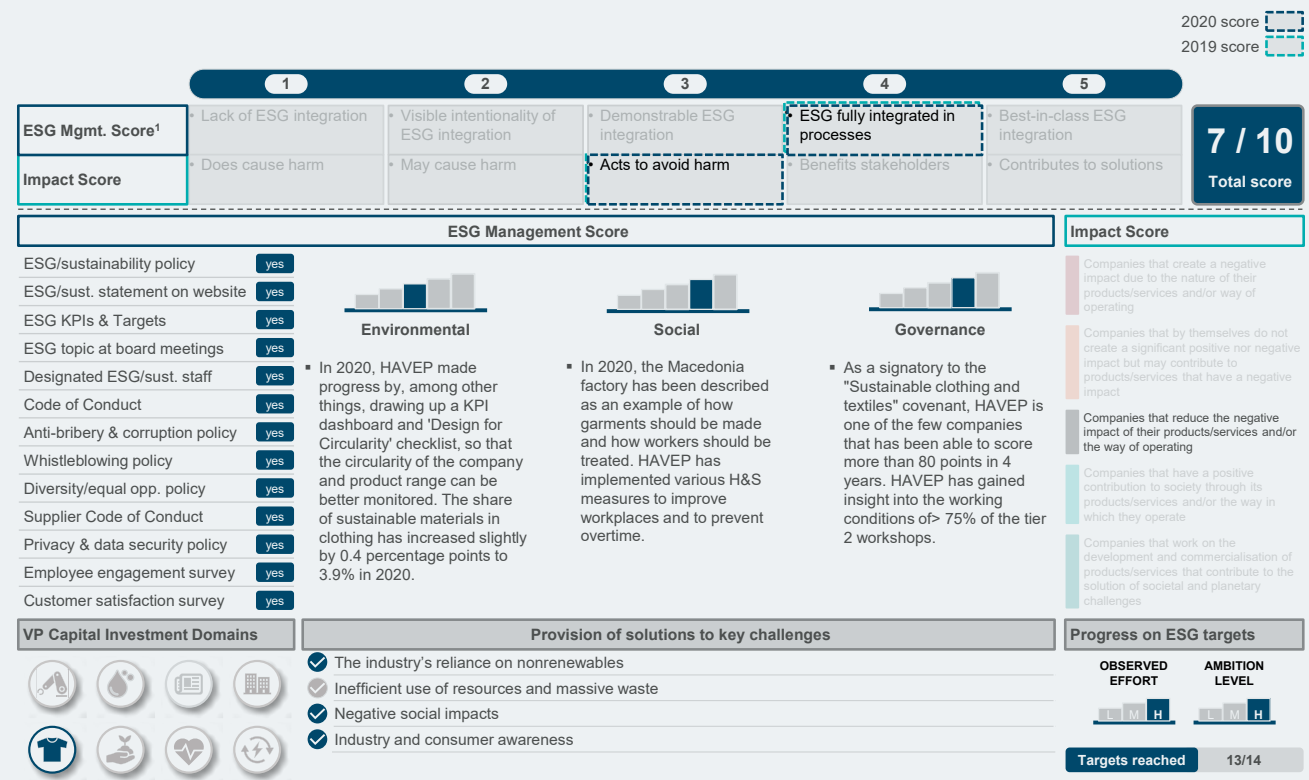 2020 score
2019 score
1 2 3 4 5
ESG Mgmt. Score¹
• Lack of ESG integration
• Visible intentionality of
ESG integration
• Demonstrable ESG
integration
• ESG fully integrated in
processes
• Best-in-class ESG
integration
Impact Score
• Does cause harm
• May cause harm
• Acts to avoid harm
• Benefits stakeholders
• Contributes to solutions
7 / 10
Total score
ESG Management Score
ESG/sustainability policy yes
ESG/sust. statement on website yes
ESG KPIs & Targets yes
ESG topic at board meetings yes
Designated ESG/sust. staff yes
Code of Conduct yes
Anti-bribery & corruption policy yes
Whistleblowing policy yes
Diversity/equal opp. policy yes
Supplier Code of Conduct yes
Privacy & data security policy yes
Employee engagement survey yes
Customer satisfaction survey yes
Environmental
▪ In 2020, HAVEP made
progress by, among other
things, drawing up a KPI
dashboard and 'Design for
Circularity' checklist, so that
the circularity of the company
and product range can be
better monitored. The share
of sustainable materials in
clothing has increased slightly
by 0.4 percentage points to
3.9% in 2020.
Social
▪ In 2020, the Macedonia
factory has been described
as an example of how
garments should be made
and how workers should be
treated. HAVEP has
implemented various H&S
measures to improve
workplaces and to prevent
overtime.
Governance
▪ As a signatory to the
"Sustainable clothing and
textiles" covenant, HAVEP is
one of the few companies
that has been able to score
more than 80 points in 4
years. HAVEP has gained
insight into the working
conditions of> 75% of the tier
2 workshops.
Impact Score
Companies that create a negative
impact due to the nature of their
products/services and/or way of
operating
Companies that by themselves do not
create a significant positive nor negative
impact but may contribute to
products/services that have a negative
impact
Companies that reduce the negative
impact of their products/services and/or
the way of operating
Companies that have a positive
contribution to society through its
products/services and/or the way in
which they operate
Companies that work on the
development and commercialisation of
products/services that contribute to the
solution of societal and planetary
challenges
VP Capital Investment Domains
Provision of solutions to key challenges
The industry's reliance on nonrenewables
Inefficient use of resources and massive waste
Negative social impacts
Industry and consumer awareness
Progress on ESG targets
OBSERVED
EFFORT
L M H
AMBITION
LEVEL
L M H
Targets reached 13/14